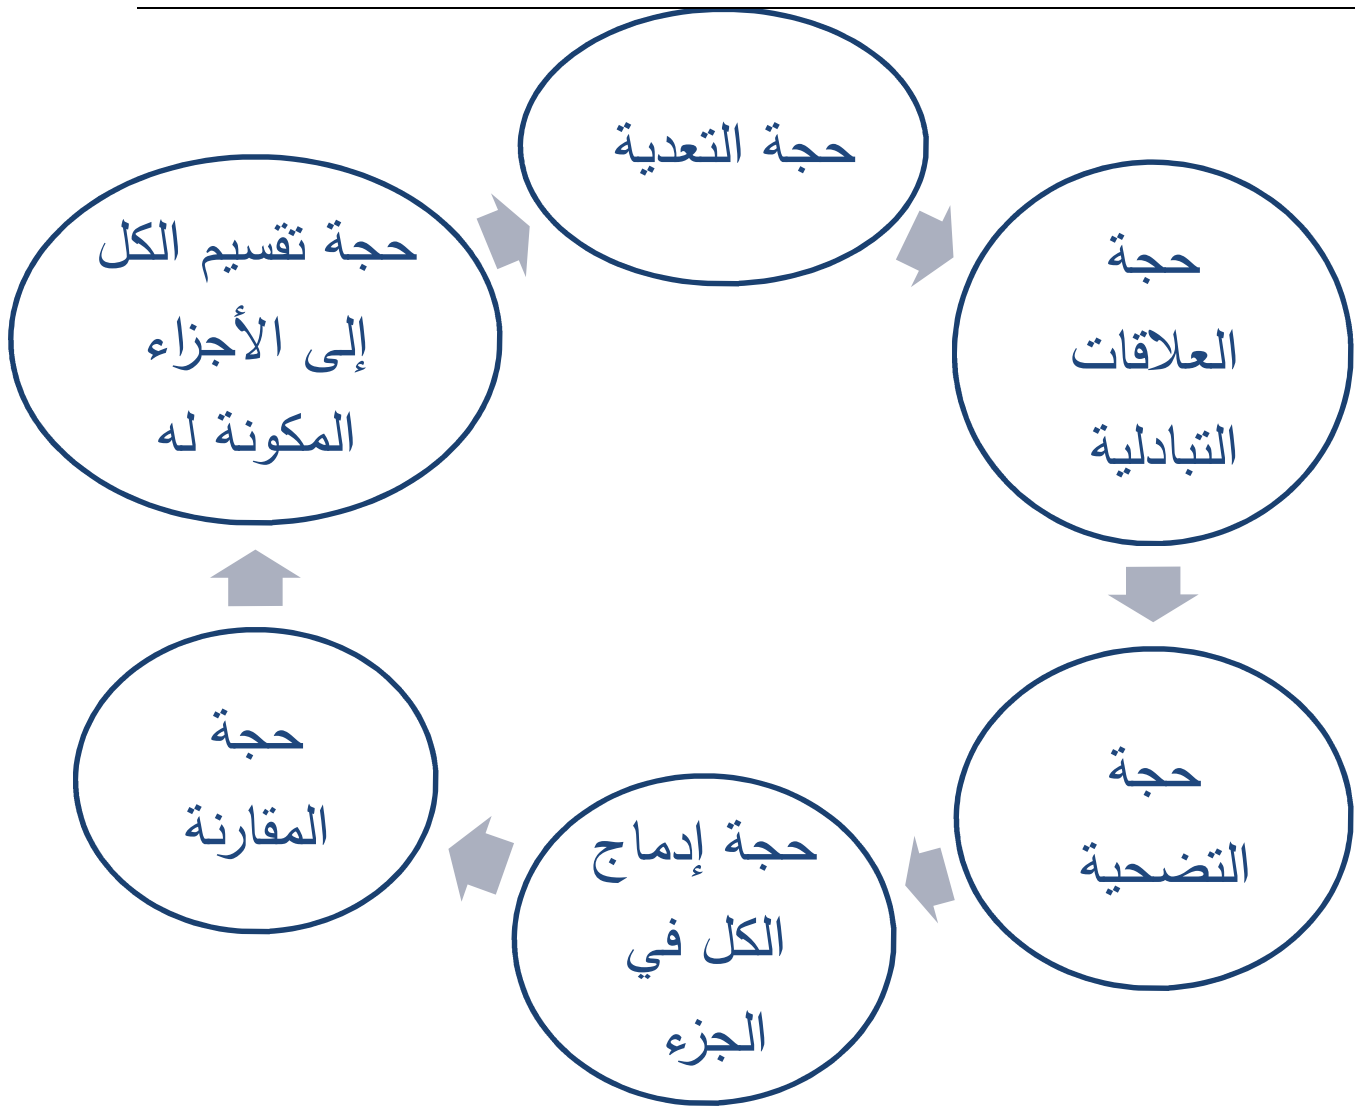 حجة التعدية
حجة
العلاقات
التبادلية
حجة
التضحية
حجة إدماج
الكل في
الجزء
حجة
المقارنة
حجة تقسيم الكل
إلى الأجزاء
المكونة له